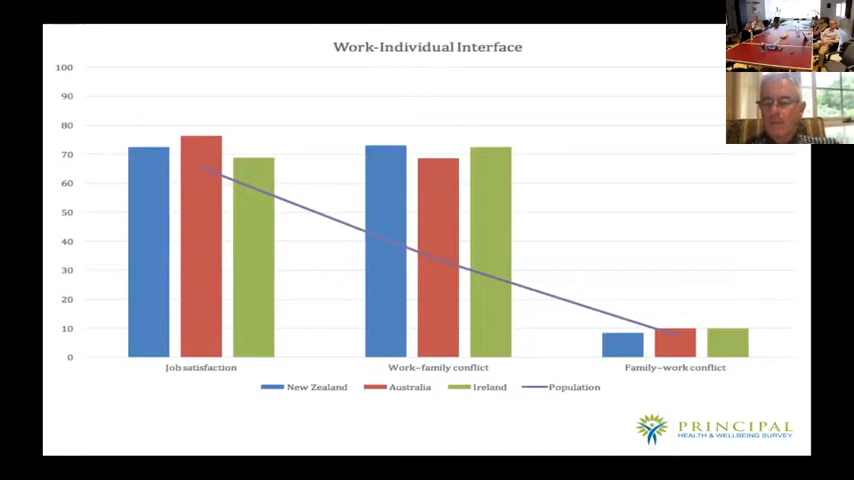 Work-Individual Interface
100
90
80
70
60
50
40
30
20
10
0
Job satisfaction
Work–family conflict
Family–work conflict
New Zealand
Australia
Ireland
Population
PRINCIPAL
HEALTH & WELLBEING SURVEY